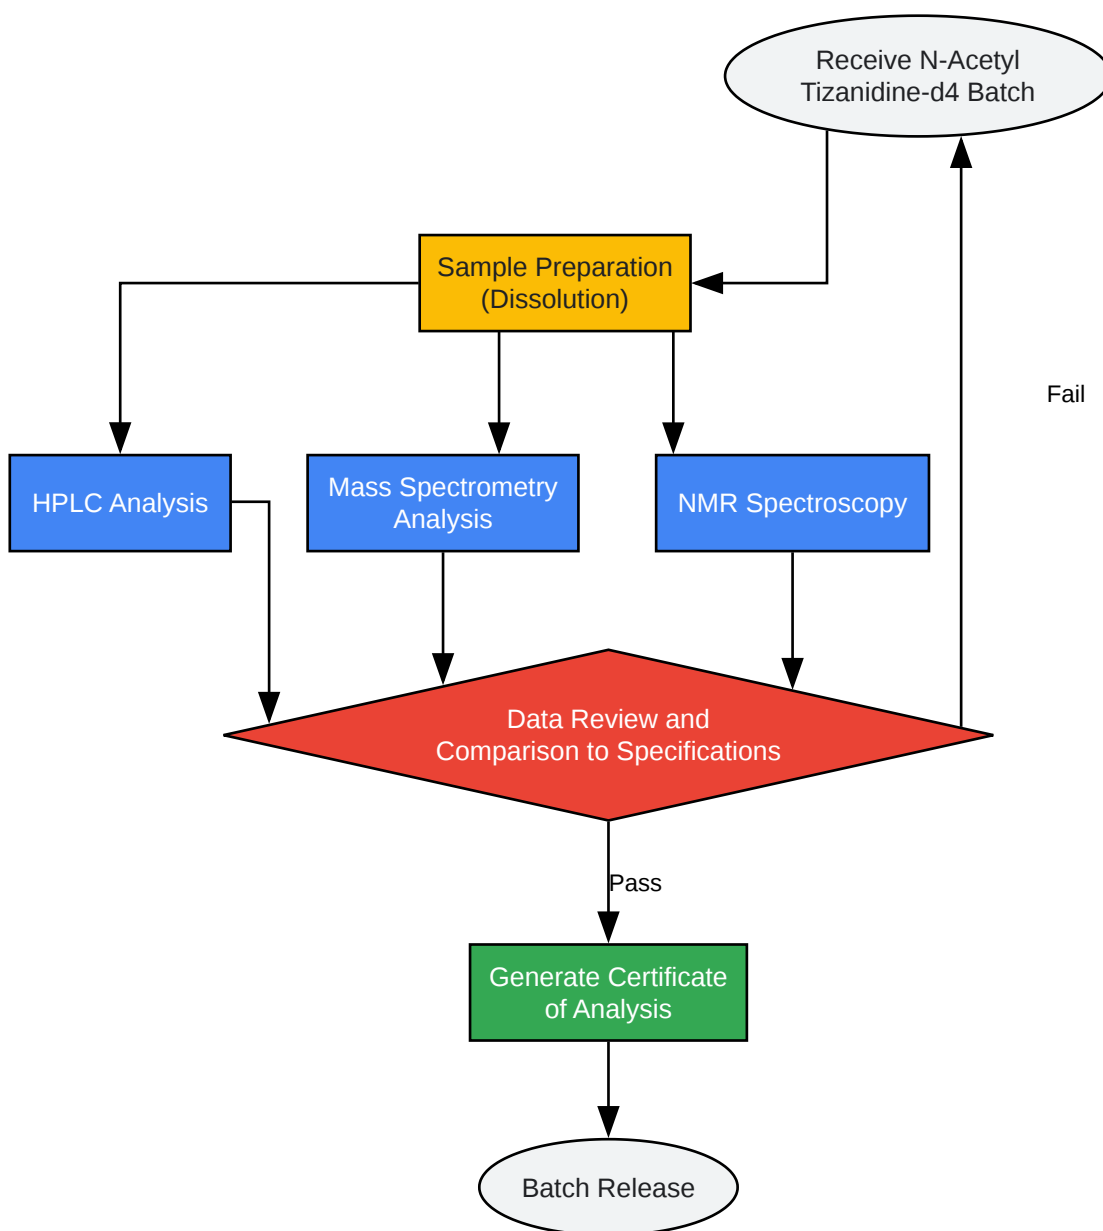 Receive N-Acetyl
Tizanidine-d4 Batch
Sample Preparation
(Dissolution)
Fail
HPLC Analysis
Mass Spectrometry
Analysis
NMR Spectroscopy
Data Review and
Comparison to Specifications
Pass
Generate Certificate
of Analysis
Batch Release